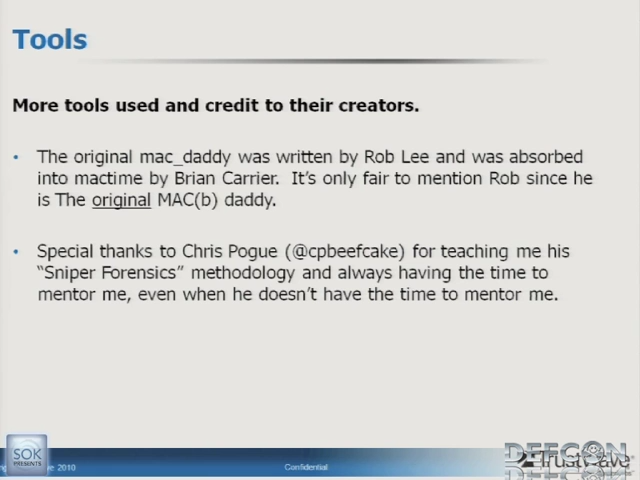 Tools
More tools used and credit to their creators.
• The original mac_daddy was written by Rob Lee and was absorbed
into mactime by Brian Carrier. It's only fair to mention Rob since he
is The original MAC(b) daddy.
• Special thanks to Chris Pogue (@cpbeefcake) for teaching me his
"Sniper Forensics" methodology and always having the time to
mentor me, even when he doesn't have the time to mentor me.
SOK
PRESENTS
2010
Confidential
DEFCON
Trustwave